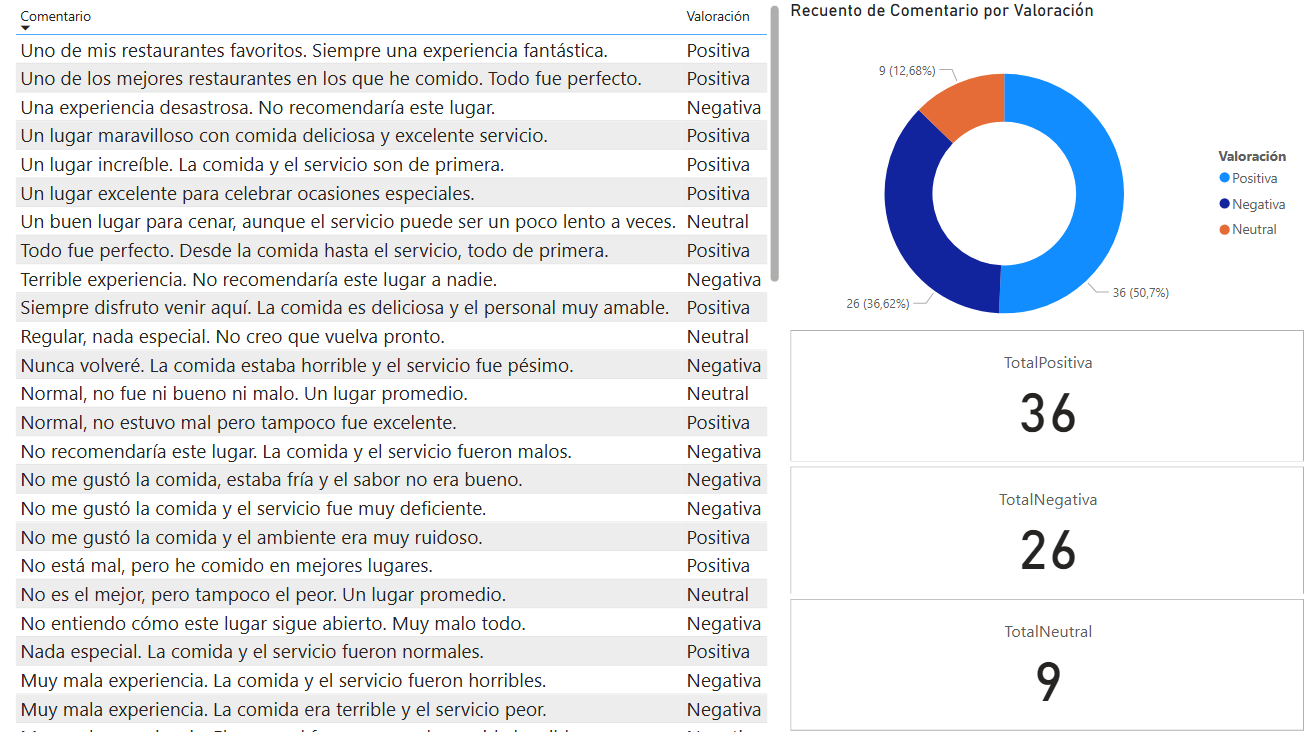 Comentario Valoración
Uno de mis restaurantes favoritos. Siempre una experiencia fantástica. Positiva
Uno de los mejores restaurantes en los que he comido. Todo fue perfecto. Positiva
Una experiencia desastrosa. No recomendaría este lugar. Negativa
Un lugar maravilloso con comida deliciosa y excelente servicio. Positiva
Un lugar increíble. La comida y el servicio son de primera. Positiva
Un lugar excelente para celebrar ocasiones especiales. Positiva
Un buen lugar para cenar, aunque el servicio puede ser un poco lento a veces. Neutral
Todo fue perfecto. Desde la comida hasta el servicio, todo de primera. Positiva
Terrible experiencia. No recomendaría este lugar a nadie. Negativa
Siempre disfruto venir aquí. La comida es deliciosa y el personal muy amable. Positiva
Regular, nada especial. No creo que vuelva pronto. Neutral
Nunca volveré. La comida estaba horrible y el servicio fue pésimo. Negativa
Normal, no fue ni bueno ni malo. Un lugar promedio. Neutral
Normal, no estuvo mal pero tampoco fue excelente. Positiva
No recomendaría este lugar. La comida y el servicio fueron malos. Negativa
No me gustó la comida, estaba fría y el sabor no era bueno. Negativa
No me gustó la comida y el servicio fue muy deficiente. Negativa
No me gustó la comida y el ambiente era muy ruidoso. Positiva
No está mal, pero he comido en mejores lugares. Positiva
No es el mejor, pero tampoco el peor. Un lugar promedio. Neutral
No entiendo cómo este lugar sigue abierto. Muy malo todo. Negativa
Nada especial. La comida y el servicio fueron normales. Positiva
Muy mala experiencia. La comida y el servicio fueron horribles. Negativa
Muy mala experiencia. La comida era terrible y el servicio peor. Negativa
Recuento de Comentario por Valoración
9 (12,68%)
26 (36,62%)
36 (50,7%)
Valoración
Positiva
Negativa
Neutral
TotalPositiva
36
TotalNegativa
26
TotalNeutral
9